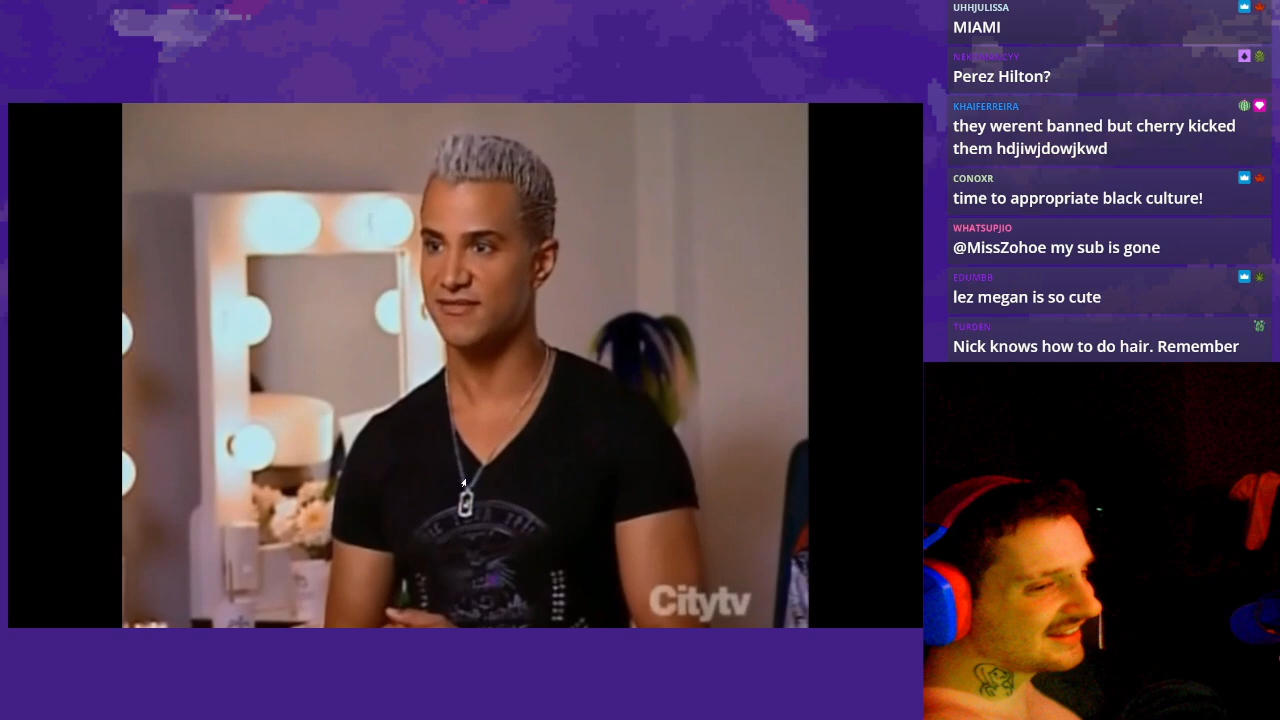 UHHJULISSA
MIAMI
Perez Hilton?
KHAIFERREIRA
they werent banned but cherry kicked
them hdjiwjdowjkwd
CONOXR
time to appropriate black culture!
WHATSUPJIO
@MissZohoe my sub is gone
EDUMBB
lez megan is so cute
TURDEN
Nick knows how to do hair. Remember
Citytv